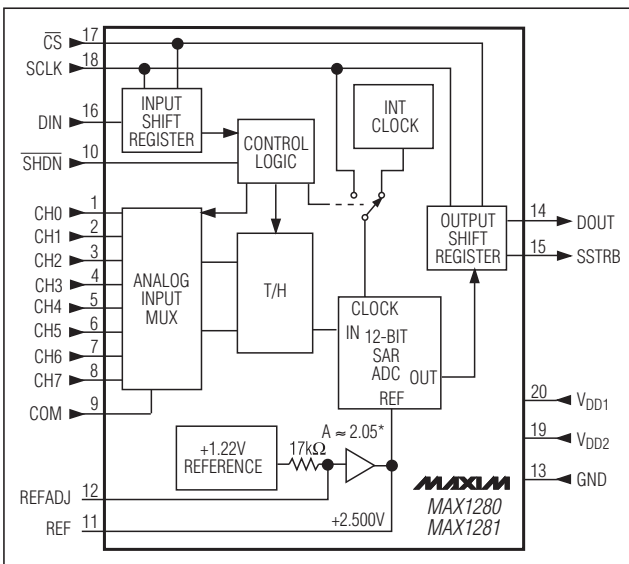 CS 17
SCLK 18
DIN 16
SHDN 10
CH0 1
CH1 2
CH2 3
CH3 4
CH4 5
CH5 6
CH6 7
CH7 8
COM 9
REFADJ 12
REF 11
INPUT
SHIFT
REGISTER
CONTROL
LOGIC
INT
CLOCK
ANALOG
INPUT
MUX
T/H
CLOCK
IN 12-BIT
SAR
ADC OUT
REF
OUTPUT
SHIFT
REGISTER
14 DOUT
15 SSTRB
+1.22V
REFERENCE
17kΩ
A ≈ 2.05*
+2.500V
20 VDD1
19 VDD2
13 GND
MAXIM
MAX1280
MAX1281